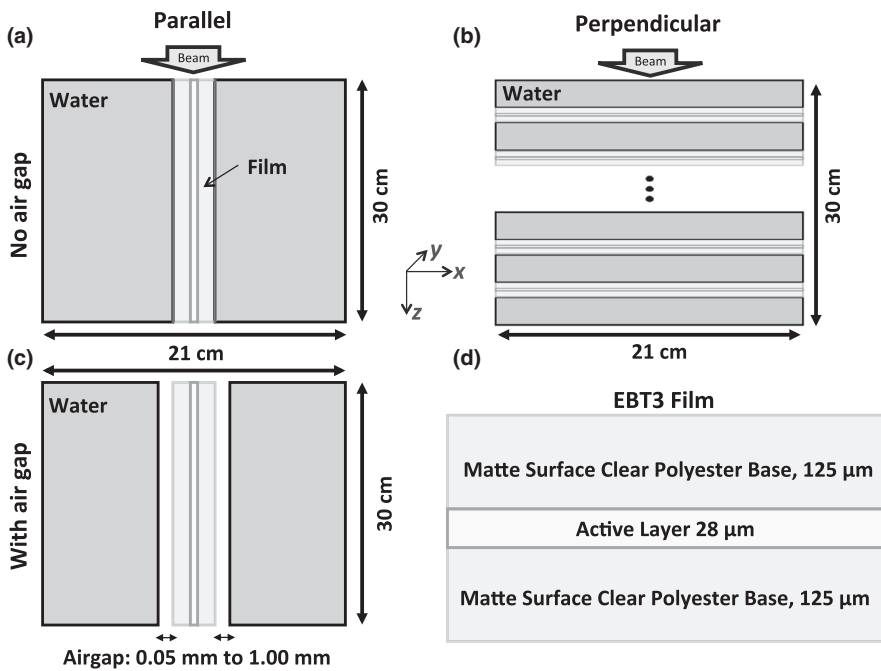 (a)
Parallel
Beam
Water
Film
No air gap
30 cm
21 cm
(b)
Perpendicular
Beam
Water
30 cm
21 cm
y
x
z
(c)
Water
With air gap
30 cm
Airgap: 0.05 mm to 1.00 mm
(d)
EBT3 Film
Matte Surface Clear Polyester Base, 125 μm
Active Layer 28 μm
Matte Surface Clear Polyester Base, 125 μm